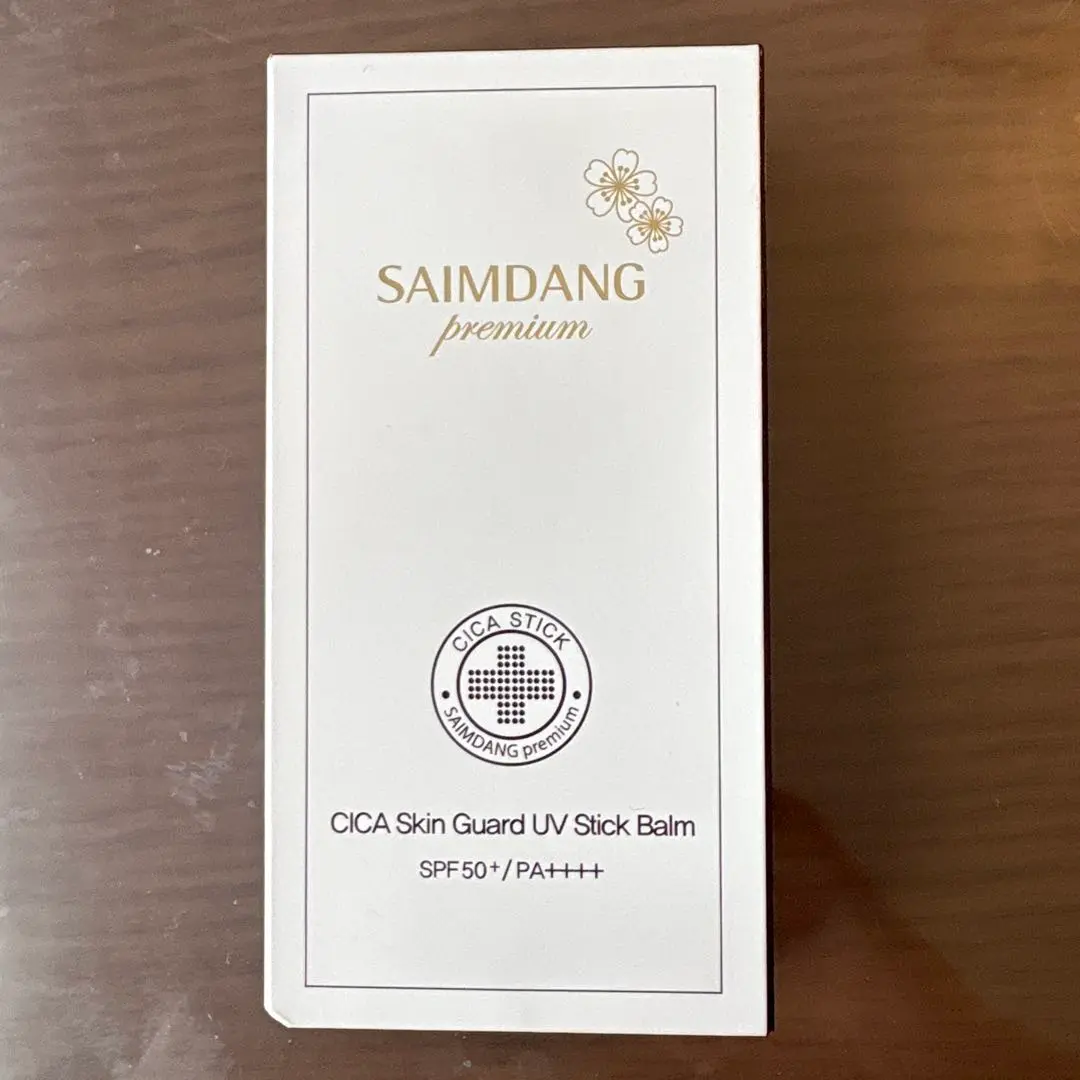 SAIMDANG
premium
CICA STICK
SAIMDANG premium
CICA Skin Guard UV Stick Balm
SPF50+/PA++++